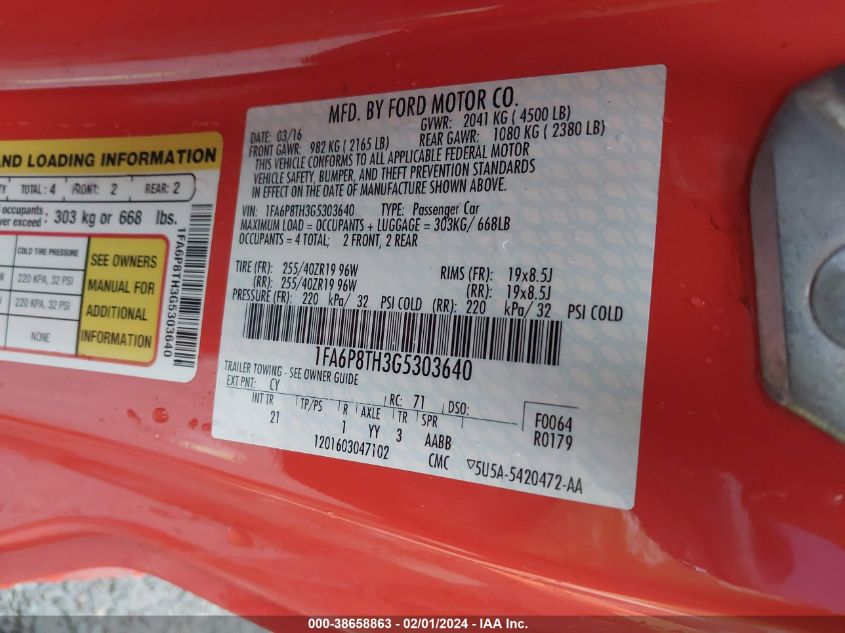 AND LOADING INFORMATION
TOTAL: 4 FRONT: 2 REAR: 2
occupants
exceed: 303 kg or 668 lbs.
COLD TIRE PRESSURE
220 KPA, 32 PSI
220 KPA, 32 PSI
NONE
SEE OWNERS
MANUAL FOR
ADDITIONAL
INFORMATION
1FA6P8TH3G5303640
MFD. BY FORD MOTOR CO.
DATE: 03/16 GVWR: 2041 KG ( 4500 LB)
FRONT GAWR: 982 KG ( 2165 LB) REAR GAWR: 1080 KG ( 2380 LB)
THIS VEHICLE CONFORMS TO ALL APPLICABLE FEDERAL MOTOR
VEHICLE SAFETY, BUMPER, AND THEFT PREVENTION STANDARDS
IN EFFECT ON THE DATE OF MANUFACTURE SHOWN ABOVE.
VIN: 1FA6P8TH3G5303640 TYPE: Passenger Car
MAXIMUM LOAD = OCCUPANTS + LUGGAGE = 303KG/ 668LB
OCCUPANTS = 4 TOTAL; 2 FRONT, 2 REAR
TIRE (FR): 255/40ZR19 96W RIMS (FR): 19x8.5J
(RR): 255/40ZR19 96W (RR): 19x8.5J
PRESSURE (FR): 220 kPa/ 32 PSI COLD (RR): 220 kPa/ 32 PSI COLD
1FA6P8TH3G5303640
TRAILER TOWING - SEE OWNER GUIDE
EXT PNT: CY RC: 71 DSO: F0064
INT TR TP/PS R AXLE TR SPR R0179
21 1 YY 3 AABB
1201603047102 CMC ▽5U5A-5420472-AA
000-38658863 / 02/01/2024 - IAA Inc.